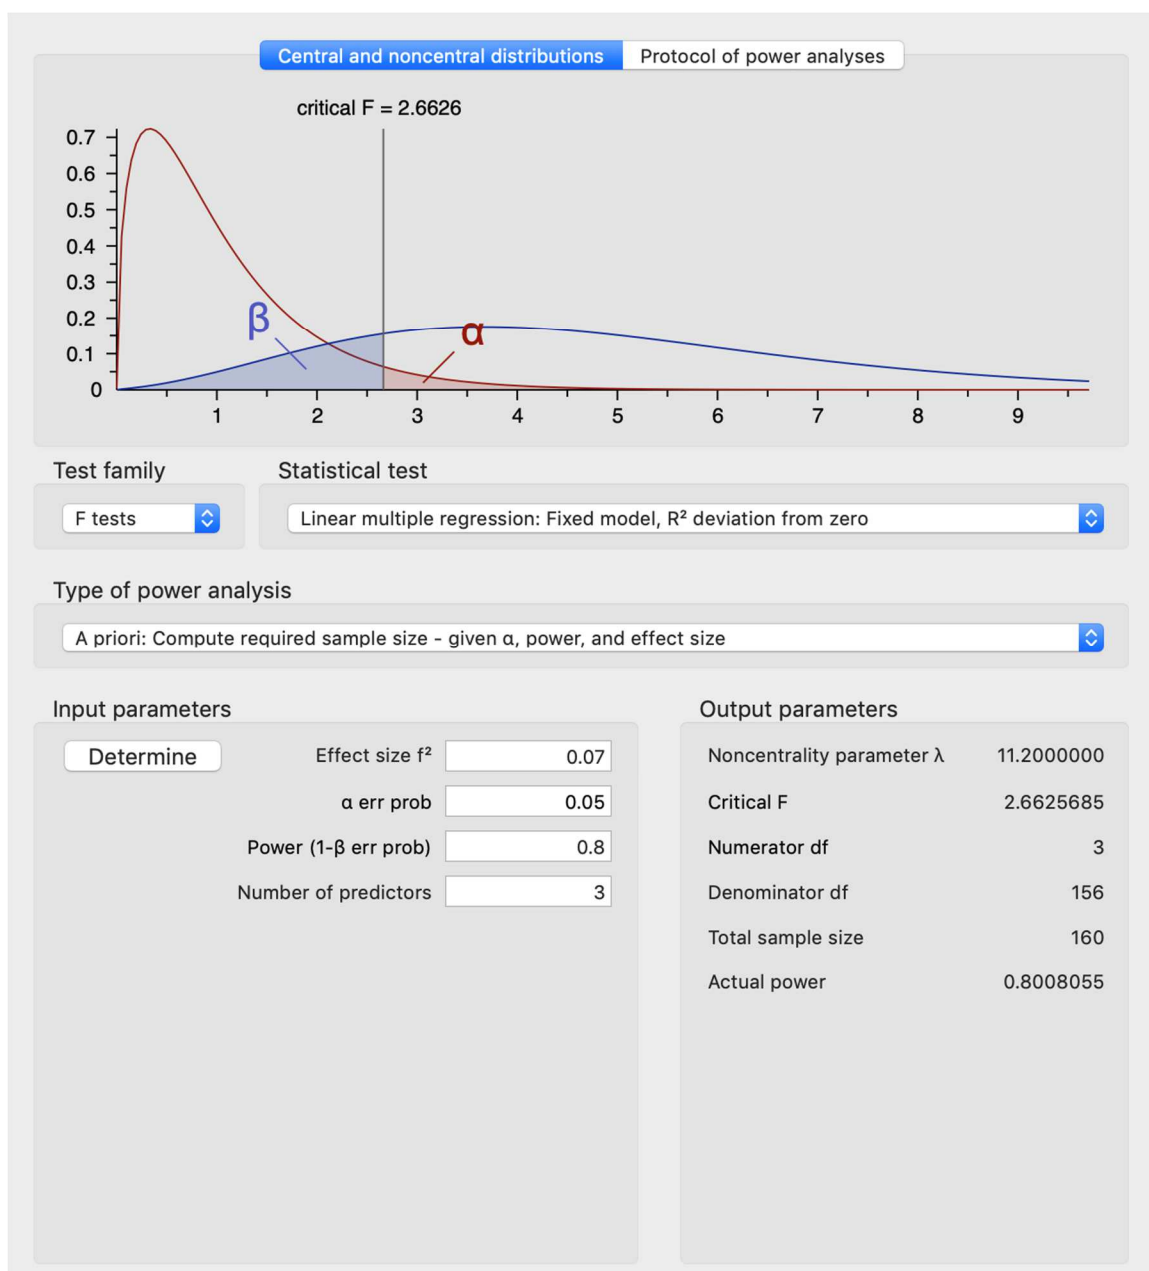 Central and noncentral distributions Protocol of power analyses
critical F = 2.6626
0.7
0.6
0.5
0.4
0.3
0.2
0.1
0
β
α
1 2 3 4 5 6 7 8 9
Test family Statistical test
F tests Linear multiple regression: Fixed model, R² deviation from zero
Type of power analysis
A priori: Compute required sample size - given α, power, and effect size
Input parameters
Determine Effect size f² 0.07
α err prob 0.05
Power (1-β err prob) 0.8
Number of predictors 3
Output parameters
Noncentrality parameter λ 11.2000000
Critical F 2.6625685
Numerator df 3
Denominator df 156
Total sample size 160
Actual power 0.8008055